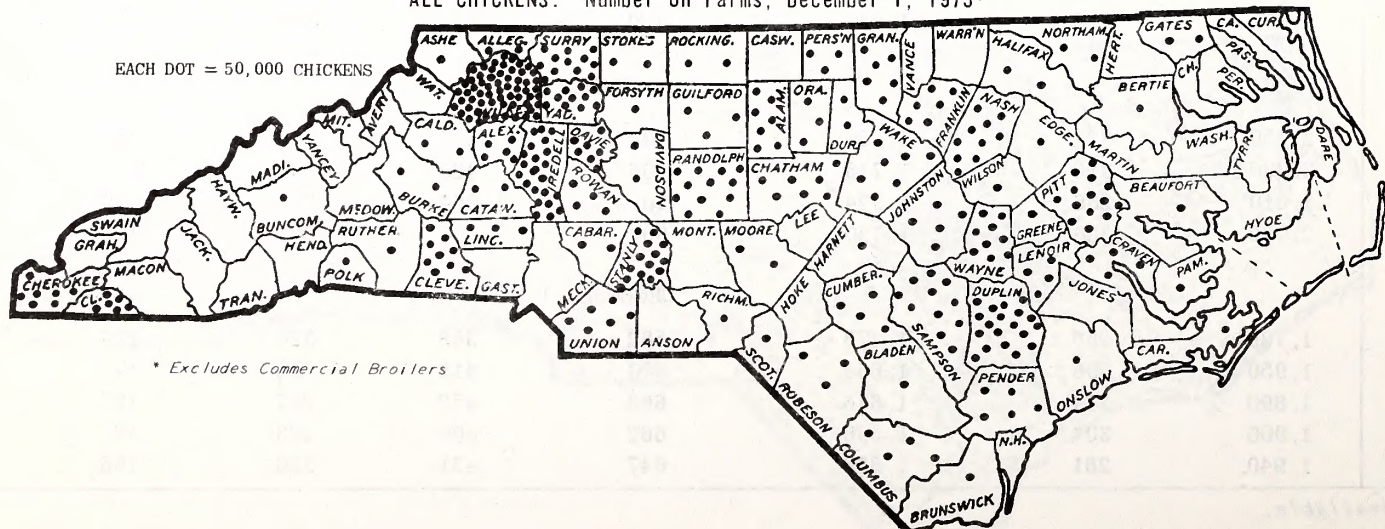 ALL CHICKENS: Number on Farms, December 1, 1975
EACH DOT = 50,000 CHICKENS
ASHE ALLEG. SURRY STOKES ROCKING. CASW. PERS'N GRAN. VANCE WARR'N HALIFAX NORTHAM. HERT. GATES CA. CUR.
PAS. PER. CH. BERTIE
WAT. YAD. FORSYTH GUILFORD ALAM. ORA. DUR. FRANKLIN NASH EDGE. MARTIN WASH. TYRR. DARE
MIT. AVERY CALD. ALEX. IREDELL DAVIE DAVIDSON RANDOLPH CHATHAM WAKE WILSON PITT BEAUFORT HYDE
MADI. YANCEY BURKE CATAW. ROWAN JOHNSTON GREENE
SWAIN HAYW. BUNCOM. McDOW. LINC. CABAR. STANLY MONT. MOORE LEE HARNETT WAYNE LENOIR CRAVEN PAM.
GRAH. JACK. HEND. RUTHER.
CHEROKEE MACON TRAN. POLK CLEVE. GAST. MECK. RICHM. HOKE CUMBER. SAMPSON DUPLIN JONES
CL. UNION ANSON SCOT. ROBESON BLADEN PENDER ONSLOW CAR.
* Excludes Commercial Broilers
COLUMBUS N.H.
BRUNSWICK